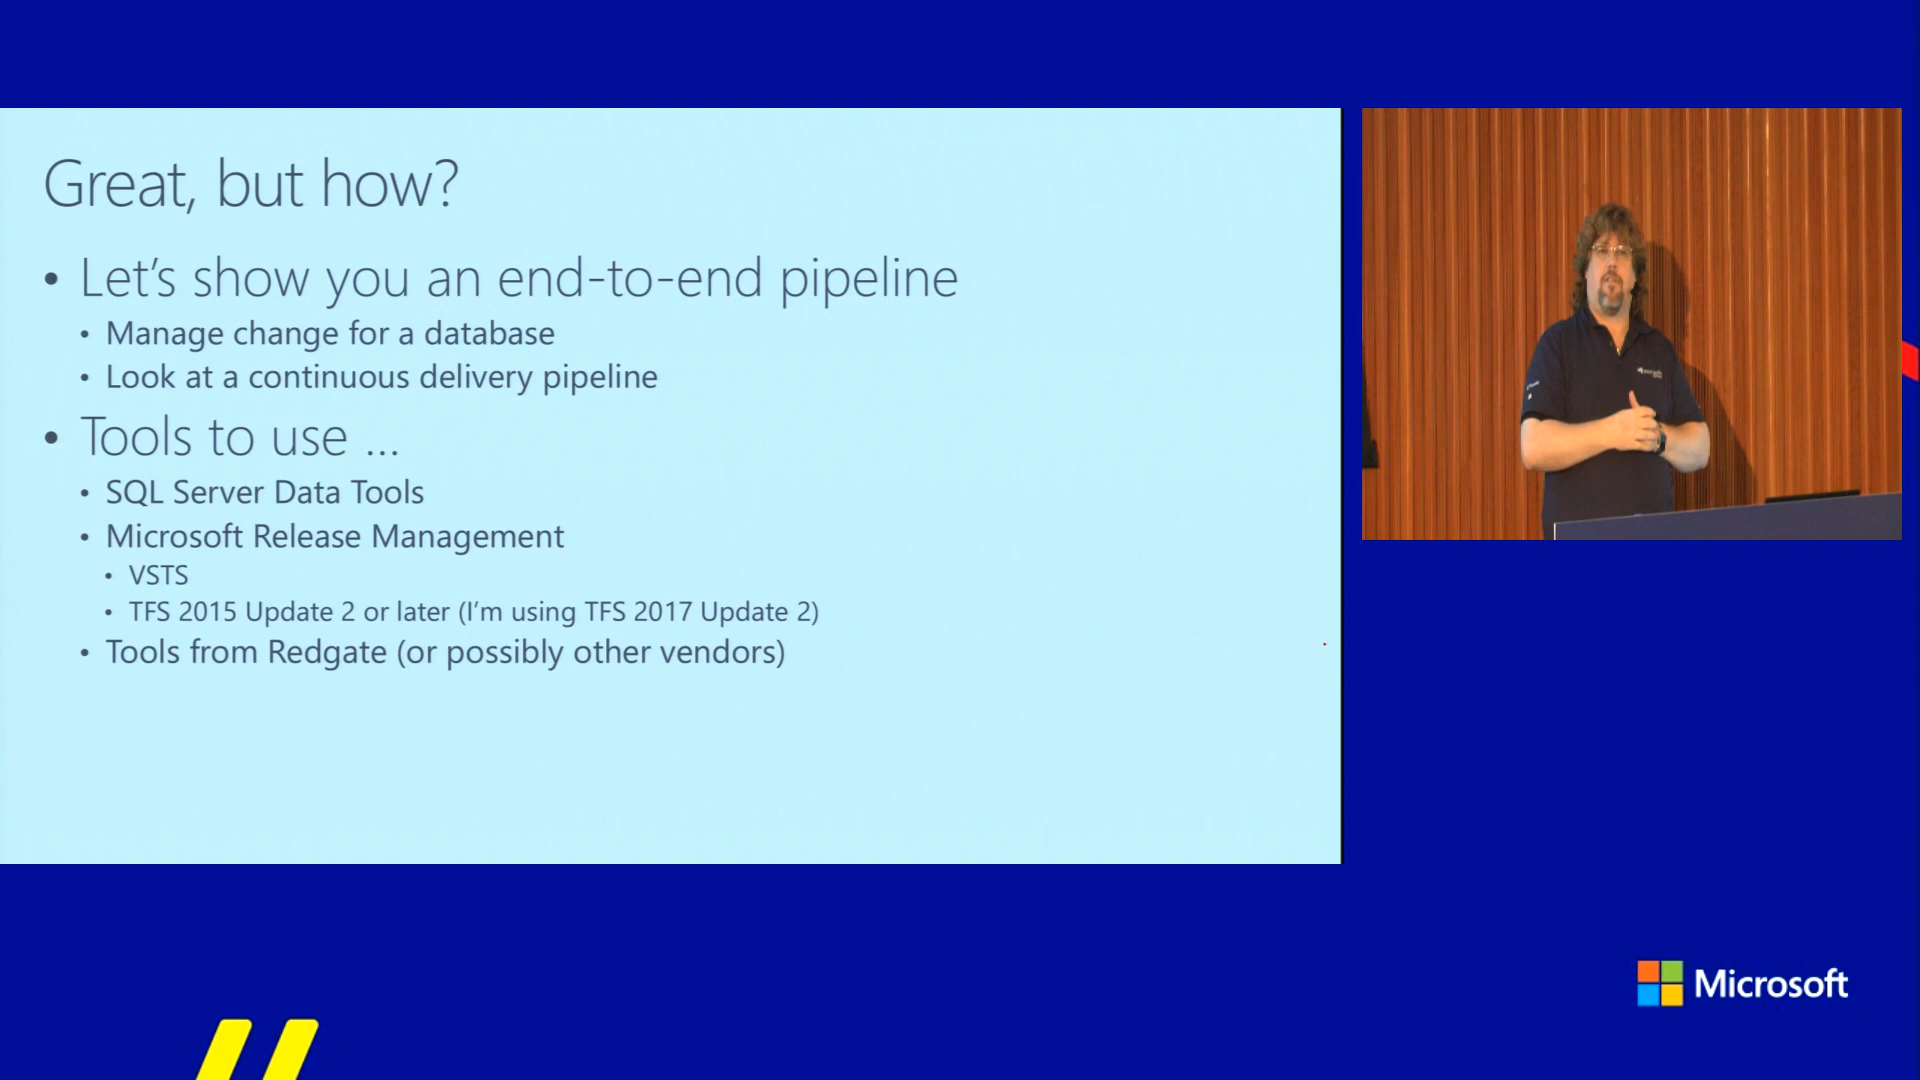 Great, but how?
• Let's show you an end-to-end pipeline
• Manage change for a database
• Look at a continuous delivery pipeline
• Tools to use ...
• SQL Server Data Tools
• Microsoft Release Management
• VSTS
• TFS 2015 Update 2 or later (I'm using TFS 2017 Update 2)
• Tools from Redgate (or possibly other vendors)
Microsoft